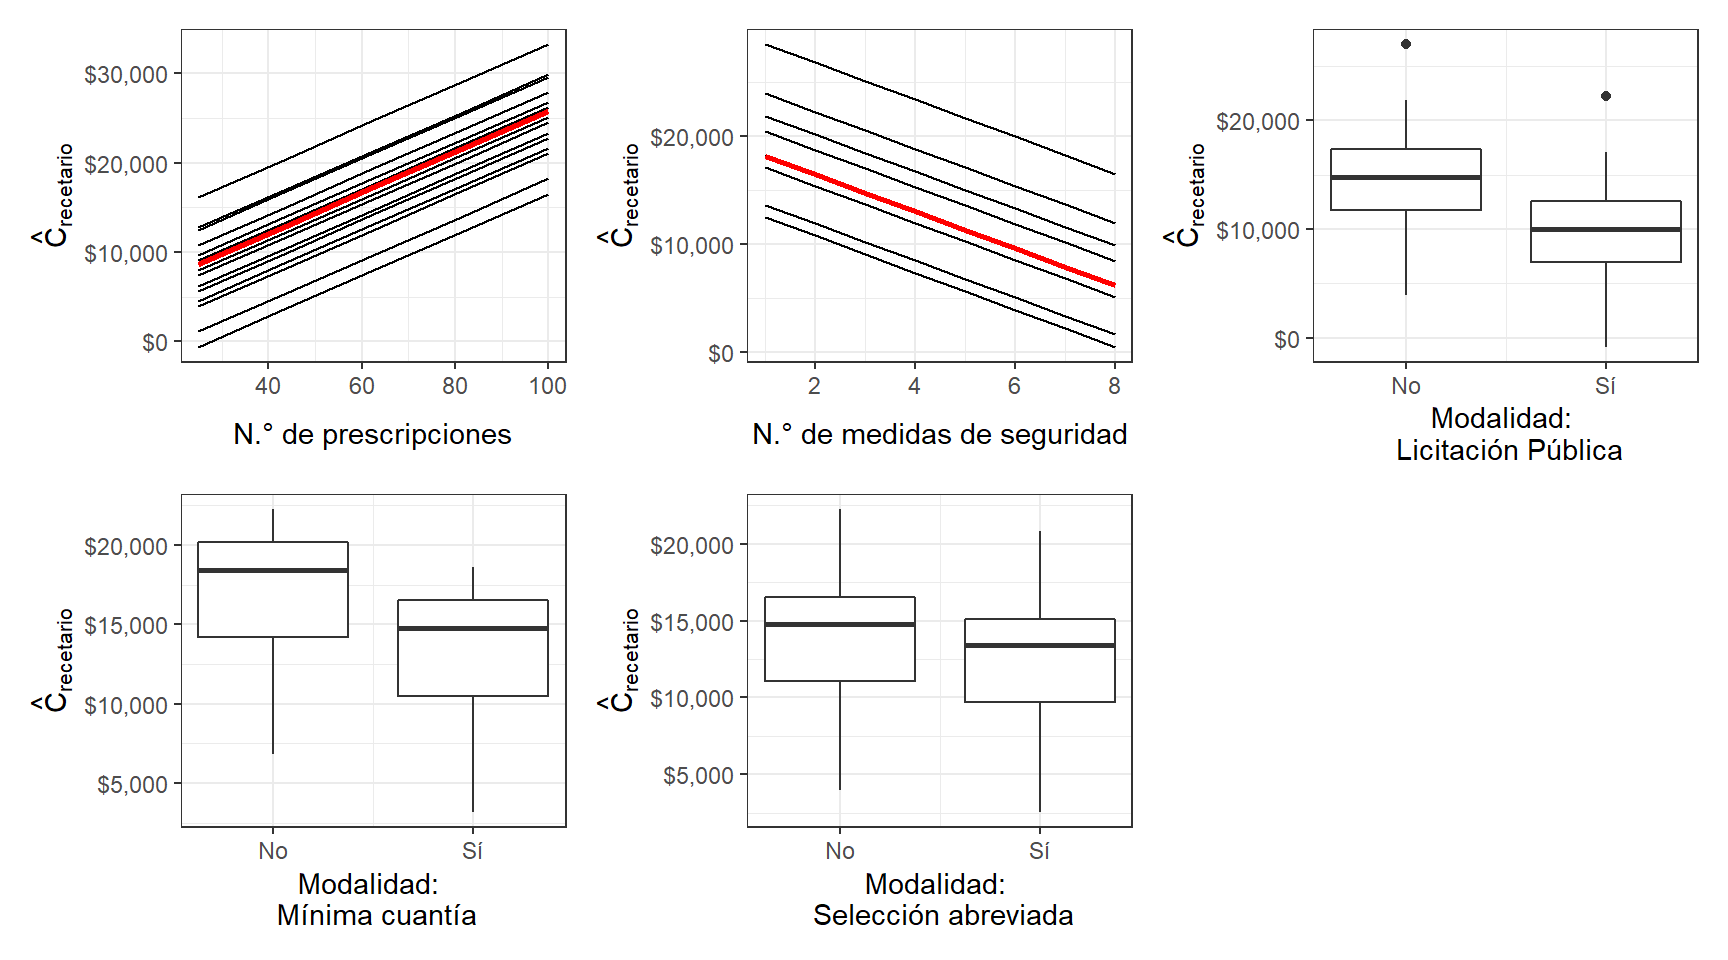 $30,000
$20,000
$10,000
$0
Ĉrecetario
40 60 80 100
N.° de prescripciones
$20,000
$10,000
$0
Ĉrecetario
2 4 6 8
N.° de medidas de seguridad
$20,000
$10,000
$0
Ĉrecetario
No Sí
Modalidad:
Licitación Pública
$20,000
$15,000
$10,000
$5,000
Ĉrecetario
No Sí
Modalidad:
Mínima cuantía
$20,000
$15,000
$10,000
$5,000
Ĉrecetario
No Sí
Modalidad:
Selección abreviada